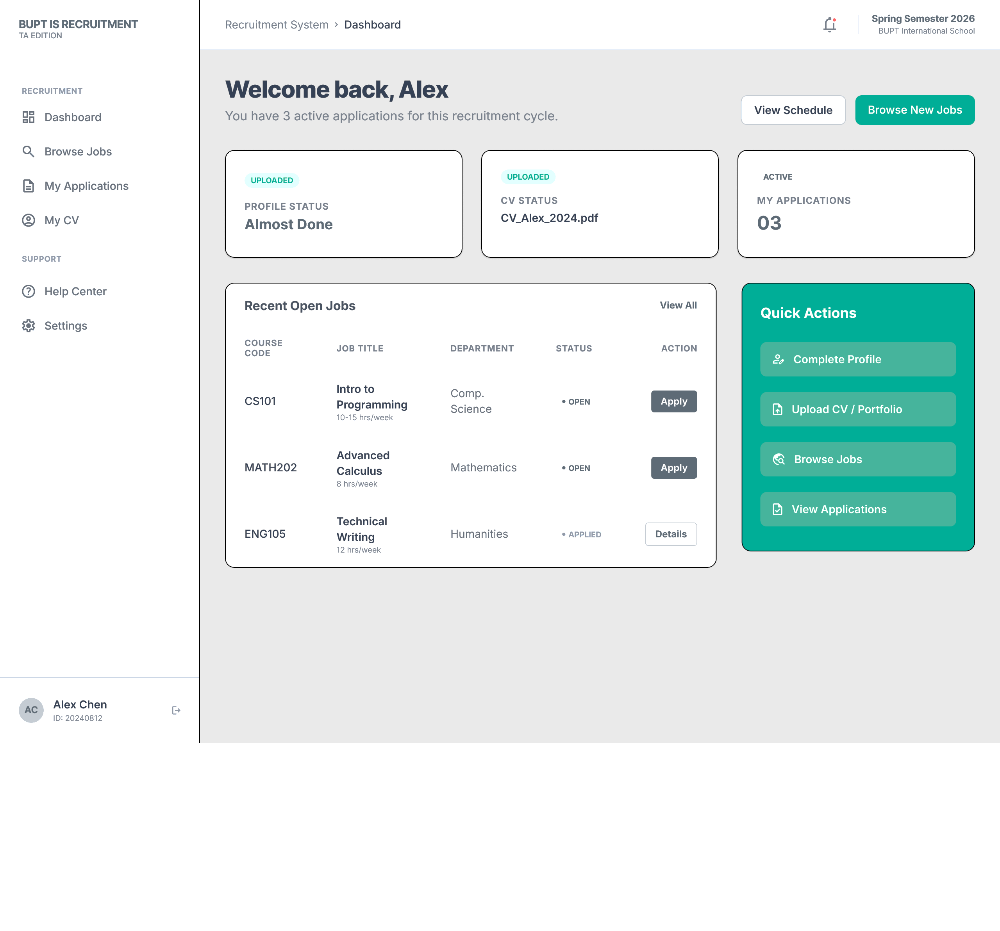 BUPT IS RECRUITMENT
TA EDITION
RECRUITMENT
Dashboard
Browse Jobs
My Applications
My CV
SUPPORT
Help Center
Settings
AC
Alex Chen
ID: 20240812
Recruitment System › Dashboard
Spring Semester 2026
BUPT International School
Welcome back, Alex
You have 3 active applications for this recruitment cycle.
View Schedule
Browse New Jobs
UPLOADED
PROFILE STATUS
Almost Done
UPLOADED
CV STATUS
CV_Alex_2024.pdf
ACTIVE
MY APPLICATIONS
03
Recent Open Jobs
View All
COURSE
CODE
JOB TITLE
DEPARTMENT
STATUS
ACTION
CS101
Intro to
Programming
10-15 hrs/week
Comp.
Science
• OPEN
Apply
MATH202
Advanced
Calculus
8 hrs/week
Mathematics
• OPEN
Apply
ENG105
Technical
Writing
12 hrs/week
Humanities
• APPLIED
Details
Quick Actions
Complete Profile
Upload CV / Portfolio
Browse Jobs
View Applications